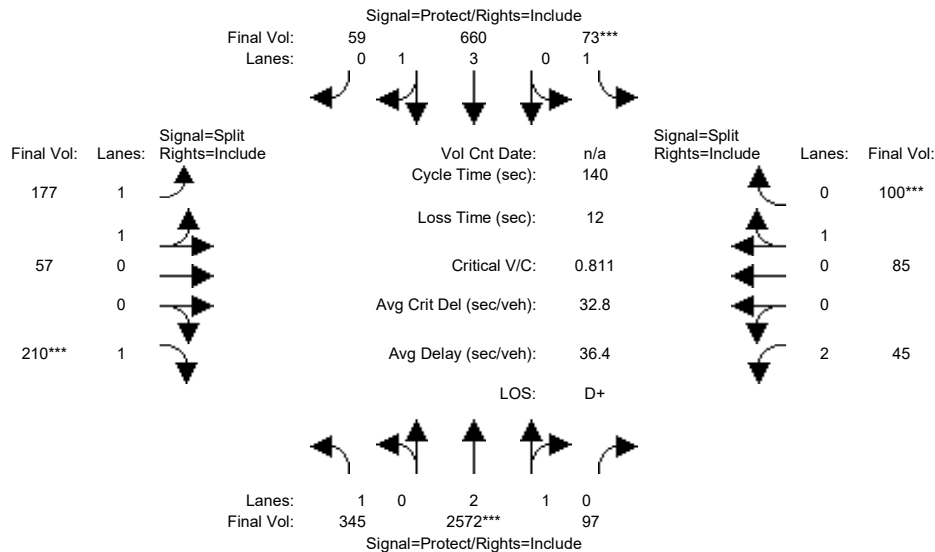 Signal=Protect/Rights=Include
Final Vol: 59 660 73***
Lanes: 0 1 3 0 1
Signal=Split
Final Vol: Lanes: Rights=Include
Vol Cnt Date: n/a
Signal=Split
Rights=Include Lanes: Final Vol:
Cycle Time (sec): 140
177 1
0 100***
Loss Time (sec): 12
1
1
57 0
Critical V/C: 0.811
0 85
0
Avg Crit Del (sec/veh): 32.8
0
210*** 1
Avg Delay (sec/veh): 36.4
2 45
LOS: D+
Lanes: 1 0 2 1 0
Final Vol: 345 2572*** 97
Signal=Protect/Rights=Include